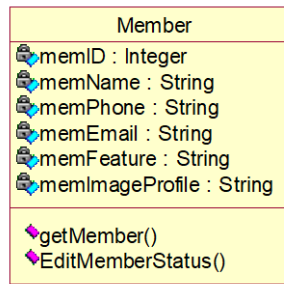 Member
memID : Integer
memName : String
memPhone : String
memEmail : String
memFeature : String
memImageProfile : String
getMember()
EditMemberStatus()